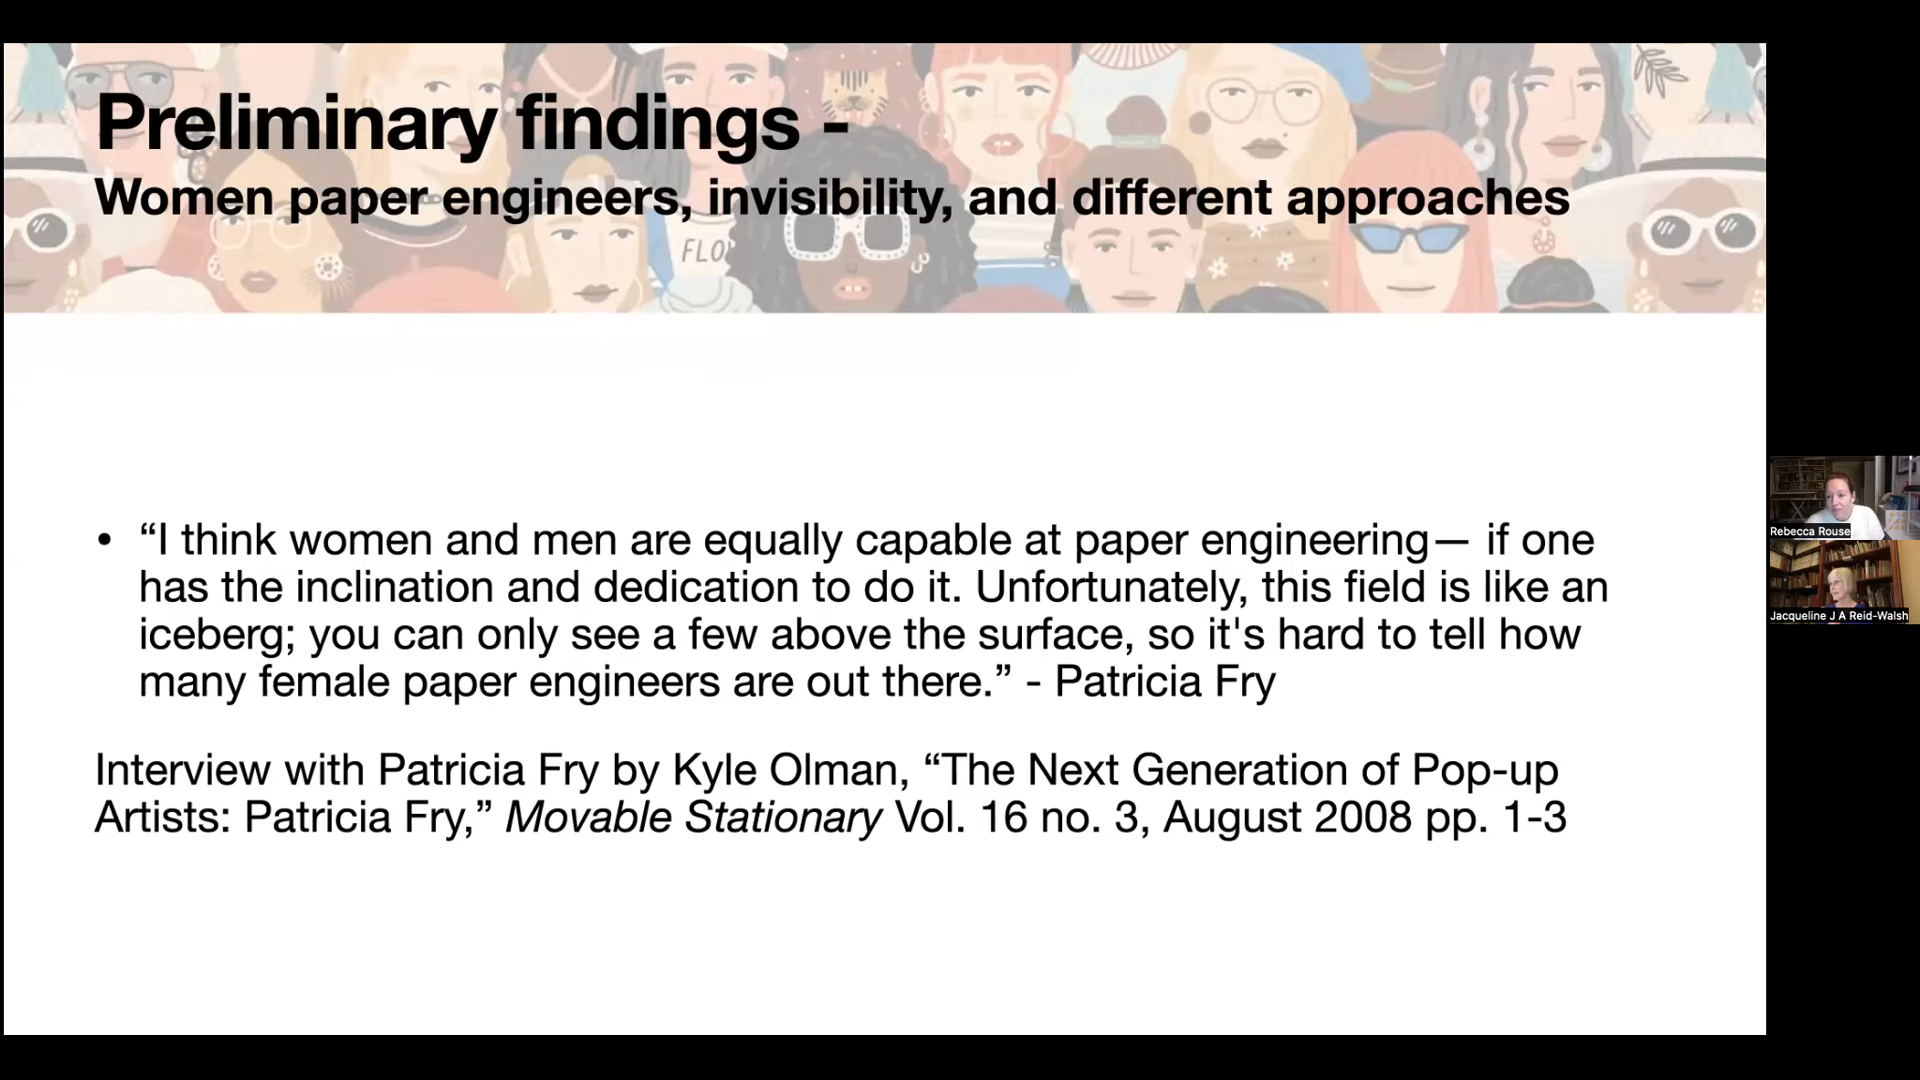 Preliminary findings -
Women paper engineers, invisibility, and different approaches
FLO
• “I think women and men are equally capable at paper engineering— if one
has the inclination and dedication to do it. Unfortunately, this field is like an
iceberg; you can only see a few above the surface, so it's hard to tell how
many female paper engineers are out there.” - Patricia Fry
Interview with Patricia Fry by Kyle Olman, “The Next Generation of Pop-up
Artists: Patricia Fry,” Movable Stationary Vol. 16 no. 3, August 2008 pp. 1-3
Rebecca Rouse
Jacqueline J A Reid-Walsh